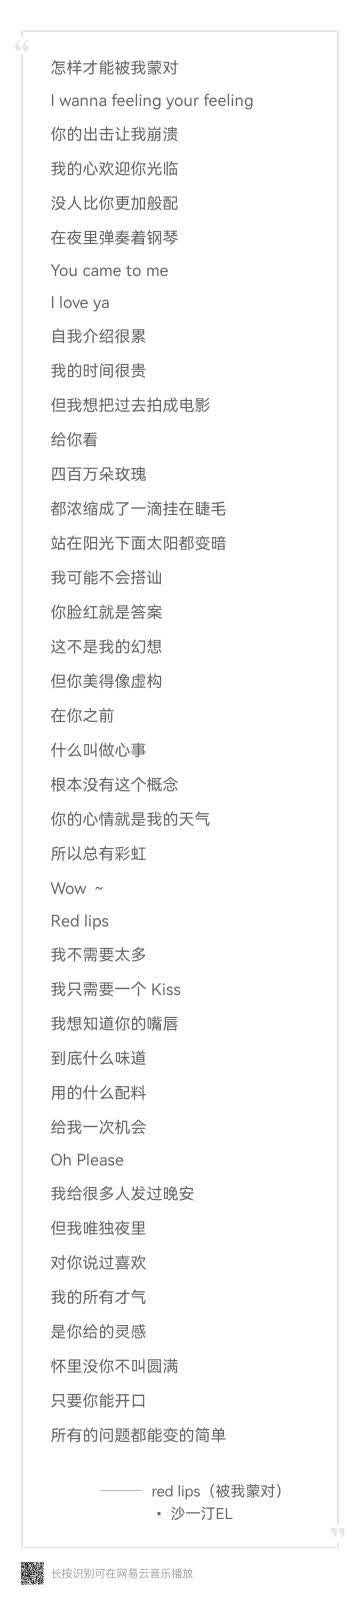 怎样才能被我蒙对
I wanna feeling your feeling
你的出击让我崩溃
我的心欢迎你光临
没人比你更加般配
在夜里弹奏着钢琴
You came to me
I love ya
自我介绍很累
我的时间很贵
但我想把过去拍成电影
给你看
四百万朵玫瑰
都浓缩成了一滴挂在睫毛
站在阳光下面太阳都变暗
我可能不会搭讪
你脸红就是答案
这不是我的幻想
但你美得像虚构
在你之前
什么叫做心事
根本没有这个概念
你的心情就是我的天气
所以总有彩虹
Wow ~
Red lips
我不需要太多
我只需要一个 Kiss
我想知道你的嘴唇
到底什么味道
用的什么配料
给我一次机会
Oh Please
我给很多人发过晚安
但我唯独夜里
对你说过喜欢
我的所有才气
是你给的灵感
怀里没你不叫圆满
只要你能开口
所有的问题都能变的简单
—— red lips（被我蒙对）
· 沙一汀EL
长按识别可在网易云音乐播放